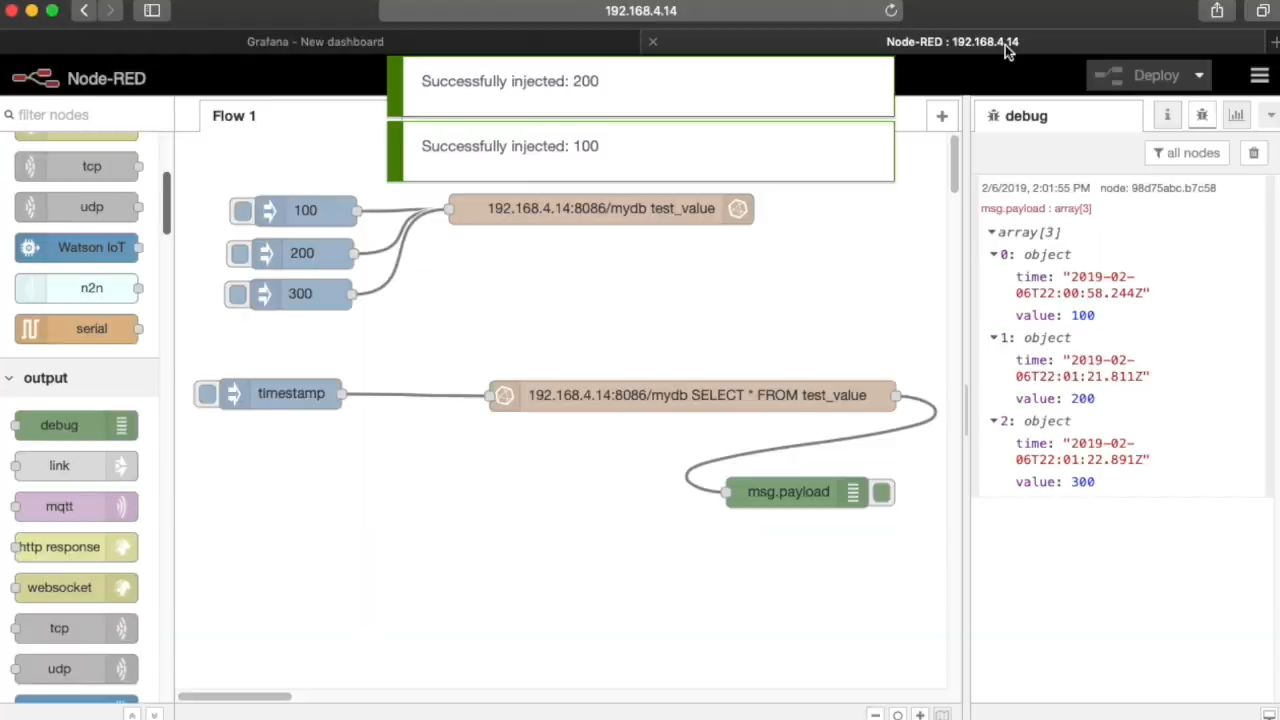 192.168.4.14
Grafana - New dashboard
Node-RED : 192.168.4.14
Node-RED
Successfully injected: 200
Successfully injected: 100
Deploy
filter nodes
tcp
udp
Watson IoT
n2n
serial
output
debug
link
mqtt
http response
websocket
tcp
udp
Flow 1
100
200
300
192.168.4.14:8086/mydb test_value
timestamp
192.168.4.14:8086/mydb SELECT * FROM test_value
msg.payload
debug
all nodes
2/6/2019, 2:01:55 PM node: 98d75abc.b7c58
msg.payload : array[3]
array[3]
0: object
time: "2019-02-
06T22:00:58.244Z"
value: 100
1: object
time: "2019-02-
06T22:01:21.811Z"
value: 200
2: object
time: "2019-02-
06T22:01:22.891Z"
value: 300